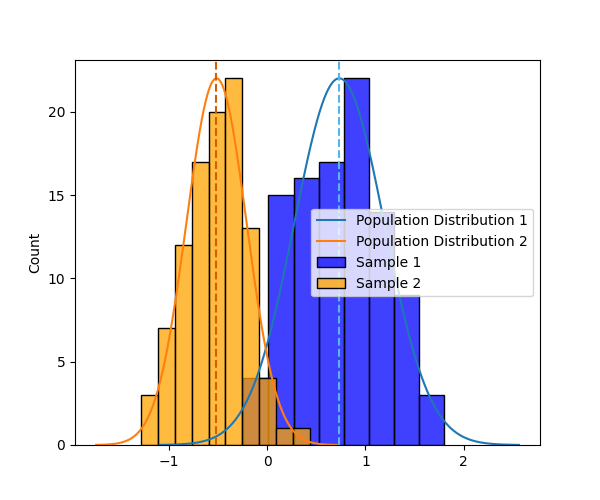 20
15
10
5
0
Count
Population Distribution 1
Population Distribution 2
Sample 1
Sample 2
−1 0 1 2